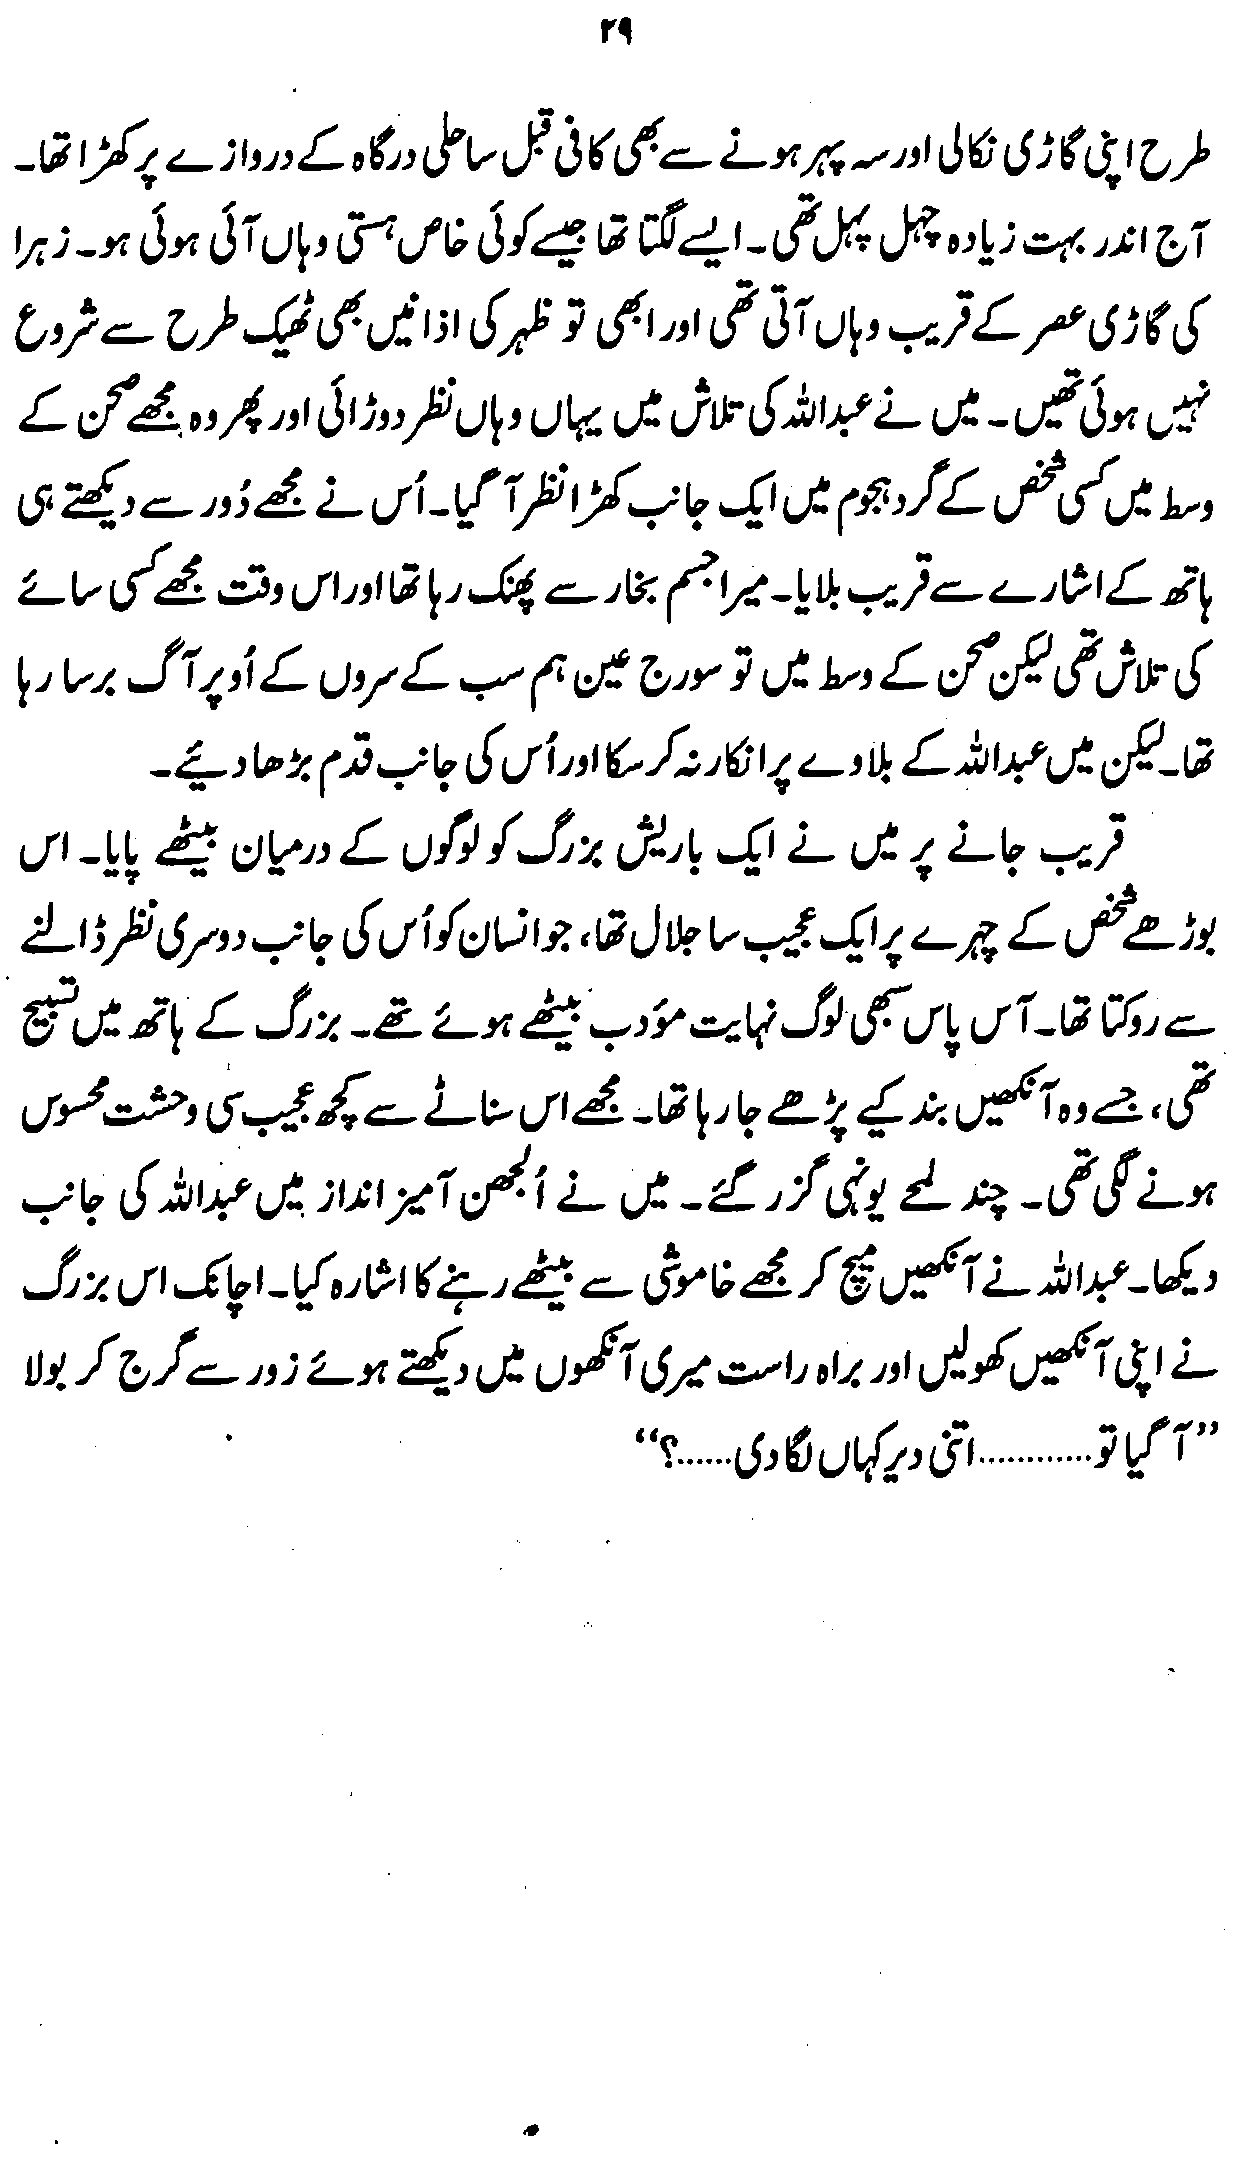 ۲۹
طرح اپنی گاڑی نکالی اور سہ پہر ہونے سے بھی کافی قبل ساحلی درگاہ کے دروازے پر کھڑا تھا۔
آج اندر بہت زیادہ چہل پہل تھی۔ ایسے لگتا تھا جیسے کوئی خاص ہستی وہاں آئی ہوئی ہو۔ زہرا
کی گاڑی عصر کے قریب وہاں آتی تھی اور ابھی تو ظہر کی اذانیں بھی ٹھیک طرح سے شروع
نہیں ہوئی تھیں۔ میں نے عبداللہ کی تلاش میں یہاں وہاں نظر دوڑائی اور پھر وہ مجھے صحن کے
وسط میں کسی شخص کے گرد ہجوم میں ایک جانب کھڑا نظر آ گیا۔ اُس نے مجھے دُور سے دیکھتے ہی
ہاتھ کے اشارے سے قریب بلایا۔ میرا جسم بخار سے پھنک رہا تھا اور اس وقت مجھے کسی سائے
کی تلاش تھی لیکن صحن کے وسط میں تو سورج عین ہم سب کے سروں کے اُوپر آگ برسا رہا
تھا۔ لیکن میں عبداللہ کے بلاوے پر انکار نہ کر سکا اور اُس کی جانب قدم بڑھا دیئے۔
قریب جانے پر میں نے ایک باریش بزرگ کو لوگوں کے درمیان بیٹھے پایا۔ اس
بوڑھے شخص کے چہرے پر ایک عجیب سا جلال تھا، جو انسان کو اُس کی جانب دوسری نظر ڈالنے
سے روکتا تھا۔ آس پاس سبھی لوگ نہایت مؤدب بیٹھے ہوئے تھے۔ بزرگ کے ہاتھ میں تسبیح
تھی، جسے وہ آنکھیں بند کیے پڑھے جا رہا تھا۔ مجھے اس سناٹے سے کچھ عجیب سی وحشت محسوس
ہونے لگی تھی۔ چند لمحے یونہی گزر گئے۔ میں نے اُلجھن آمیز انداز میں عبداللہ کی جانب
دیکھا۔ عبداللہ نے آنکھیں میچ کر مجھے خاموشی سے بیٹھے رہنے کا اشارہ کیا۔ اچانک اس بزرگ
نے اپنی آنکھیں کھولیں اور براہ راست میری آنکھوں میں دیکھتے ہوئے زور سے گرج کر بولا
”آ گیا تو............اتنی دیر کہاں لگا دی......؟“